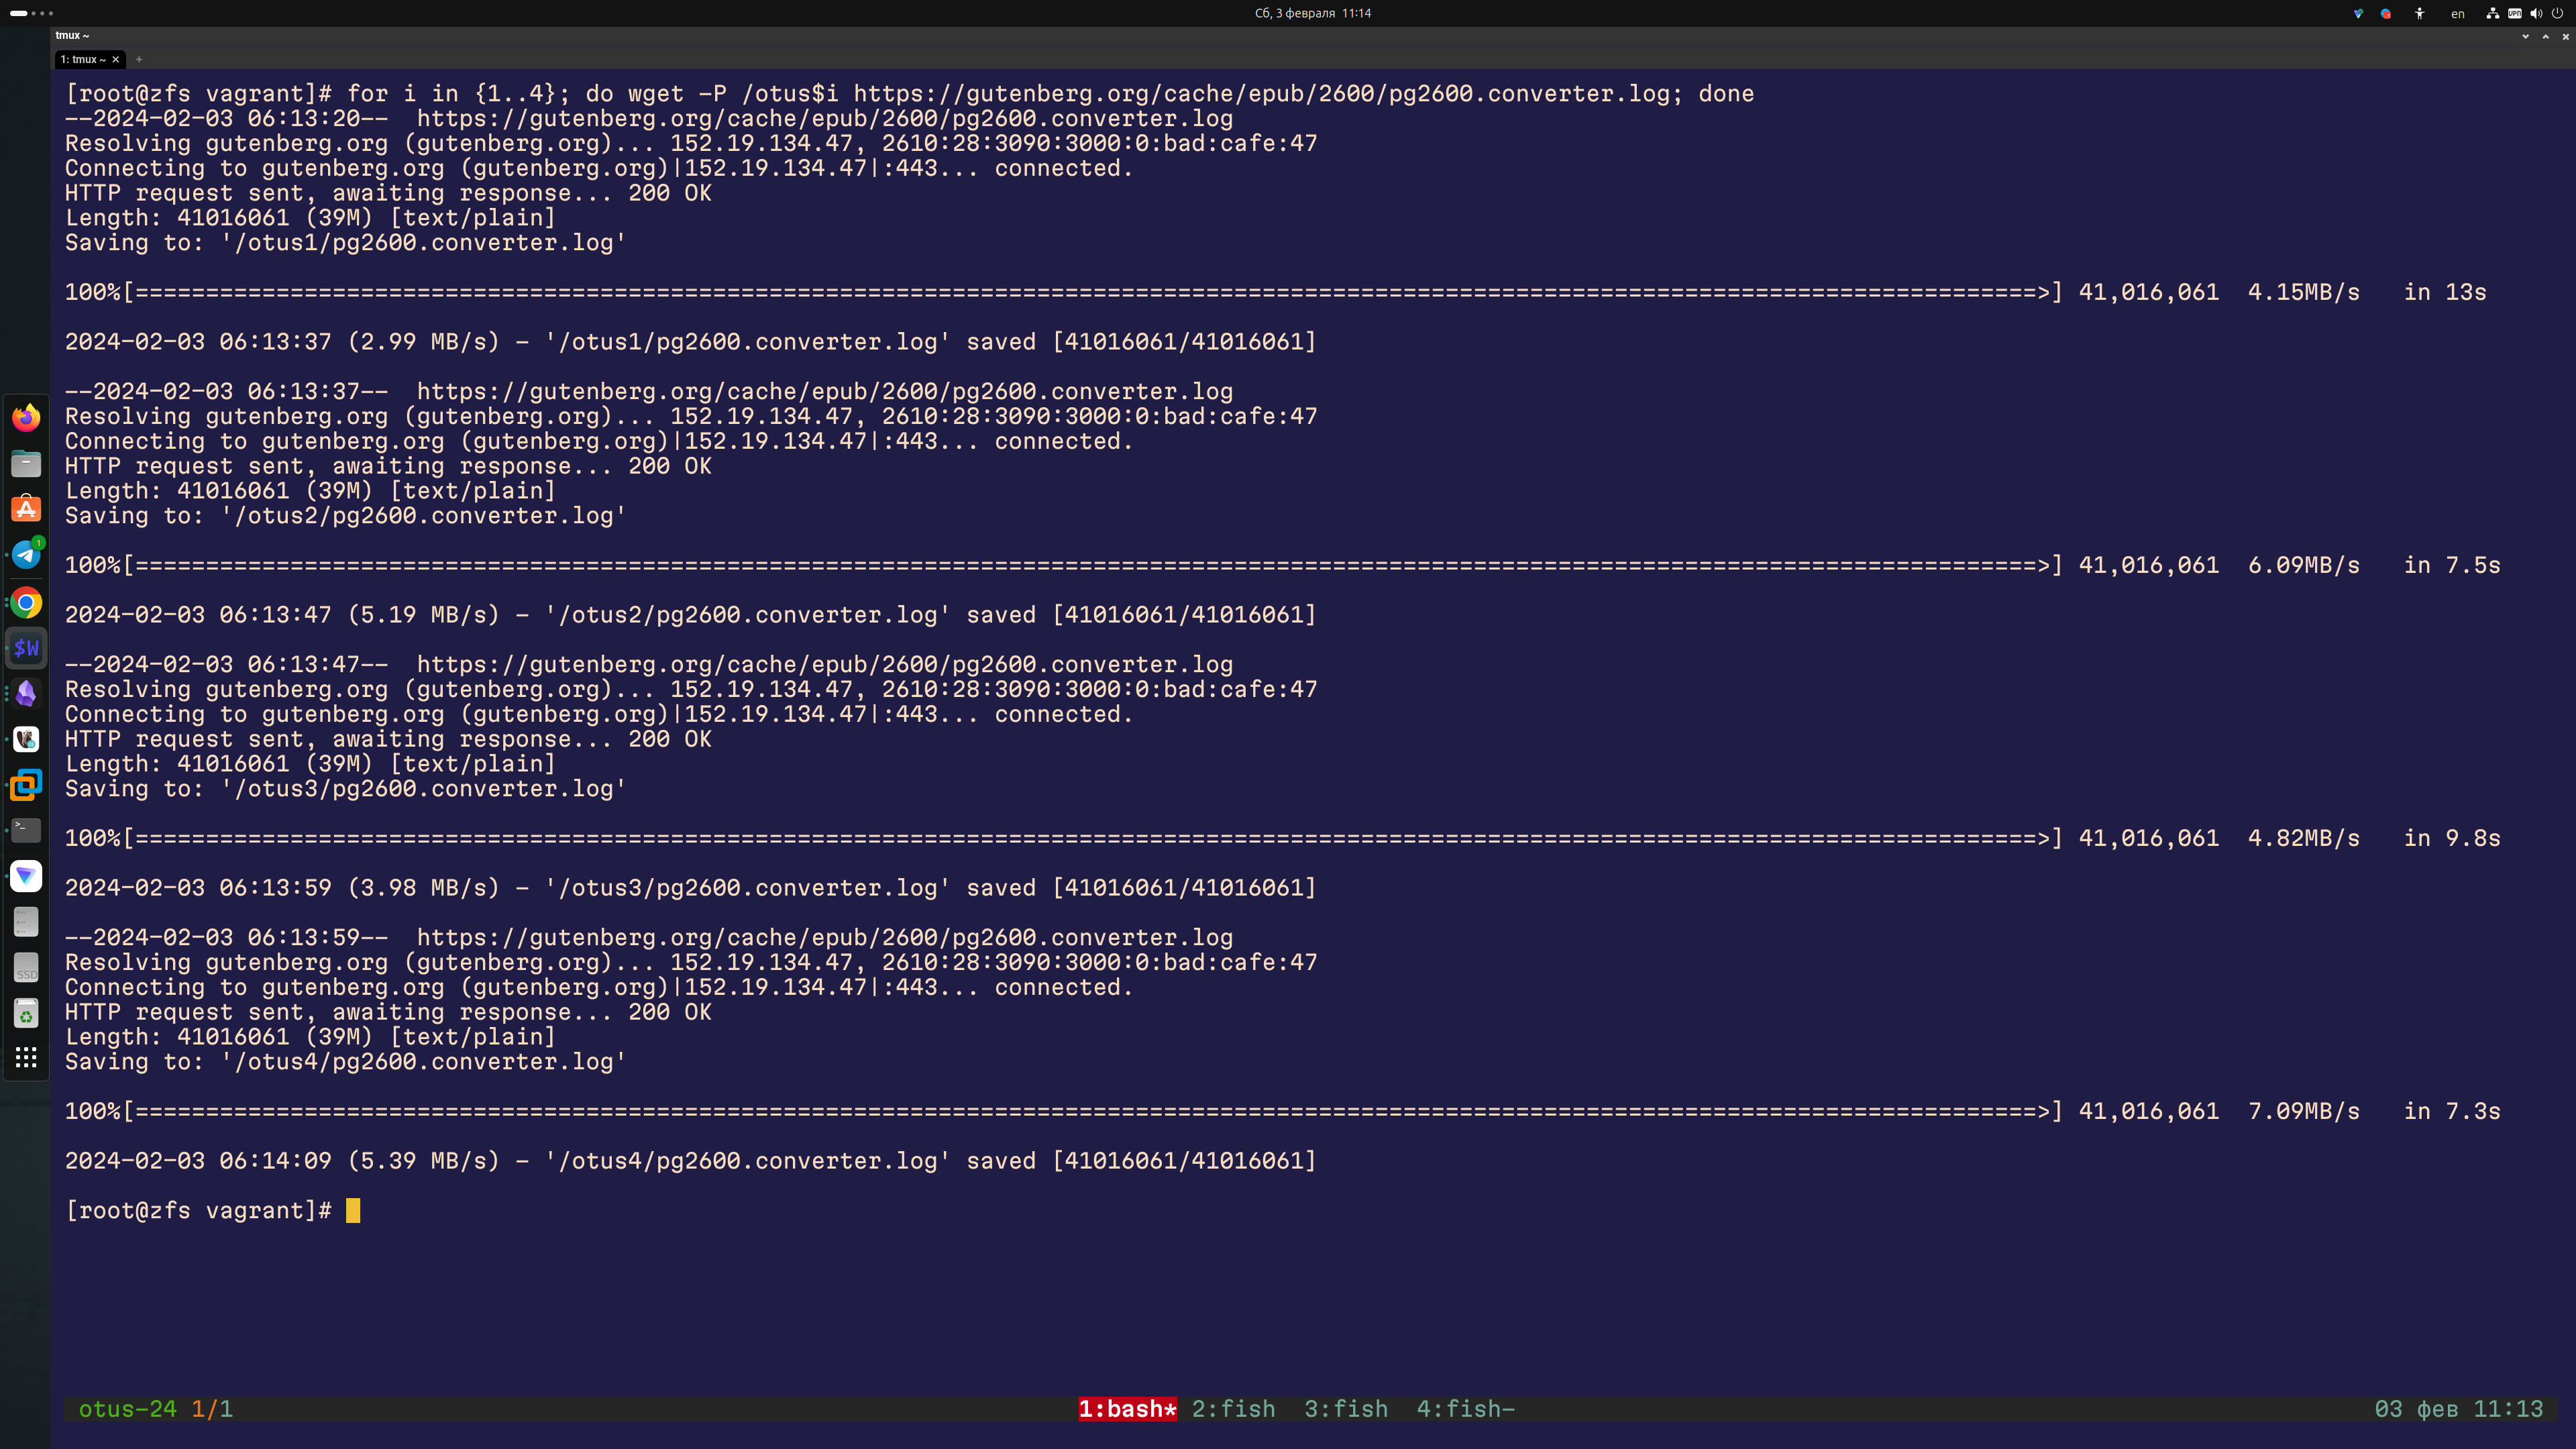 Сб, 3 февраля 11:14
en
VPN
tmux ~
1: tmux ~ × +
[root@zfs vagrant]# for i in {1..4}; do wget -P /otus$i https://gutenberg.org/cache/epub/2600/pg2600.converter.log; done
--2024-02-03 06:13:20--  https://gutenberg.org/cache/epub/2600/pg2600.converter.log
Resolving gutenberg.org (gutenberg.org)... 152.19.134.47, 2610:28:3090:3000:0:bad:cafe:47
Connecting to gutenberg.org (gutenberg.org)|152.19.134.47|:443... connected.
HTTP request sent, awaiting response... 200 OK
Length: 41016061 (39M) [text/plain]
Saving to: '/otus1/pg2600.converter.log'
100%[================================================================================================================================>] 41,016,061  4.15MB/s   in 13s
2024-02-03 06:13:37 (2.99 MB/s) - '/otus1/pg2600.converter.log' saved [41016061/41016061]
--2024-02-03 06:13:37--  https://gutenberg.org/cache/epub/2600/pg2600.converter.log
Resolving gutenberg.org (gutenberg.org)... 152.19.134.47, 2610:28:3090:3000:0:bad:cafe:47
Connecting to gutenberg.org (gutenberg.org)|152.19.134.47|:443... connected.
HTTP request sent, awaiting response... 200 OK
Length: 41016061 (39M) [text/plain]
Saving to: '/otus2/pg2600.converter.log'
100%[================================================================================================================================>] 41,016,061  6.09MB/s   in 7.5s
2024-02-03 06:13:47 (5.19 MB/s) - '/otus2/pg2600.converter.log' saved [41016061/41016061]
--2024-02-03 06:13:47--  https://gutenberg.org/cache/epub/2600/pg2600.converter.log
Resolving gutenberg.org (gutenberg.org)... 152.19.134.47, 2610:28:3090:3000:0:bad:cafe:47
Connecting to gutenberg.org (gutenberg.org)|152.19.134.47|:443... connected.
HTTP request sent, awaiting response... 200 OK
Length: 41016061 (39M) [text/plain]
Saving to: '/otus3/pg2600.converter.log'
100%[================================================================================================================================>] 41,016,061  4.82MB/s   in 9.8s
2024-02-03 06:13:59 (3.98 MB/s) - '/otus3/pg2600.converter.log' saved [41016061/41016061]
--2024-02-03 06:13:59--  https://gutenberg.org/cache/epub/2600/pg2600.converter.log
Resolving gutenberg.org (gutenberg.org)... 152.19.134.47, 2610:28:3090:3000:0:bad:cafe:47
Connecting to gutenberg.org (gutenberg.org)|152.19.134.47|:443... connected.
HTTP request sent, awaiting response... 200 OK
Length: 41016061 (39M) [text/plain]
Saving to: '/otus4/pg2600.converter.log'
100%[================================================================================================================================>] 41,016,061  7.09MB/s   in 7.3s
2024-02-03 06:14:09 (5.39 MB/s) - '/otus4/pg2600.converter.log' saved [41016061/41016061]
[root@zfs vagrant]#
1
$W
>_
SSD
otus-24 1/1 1:bash* 2:fish 3:fish 4:fish- 03 фев 11:13